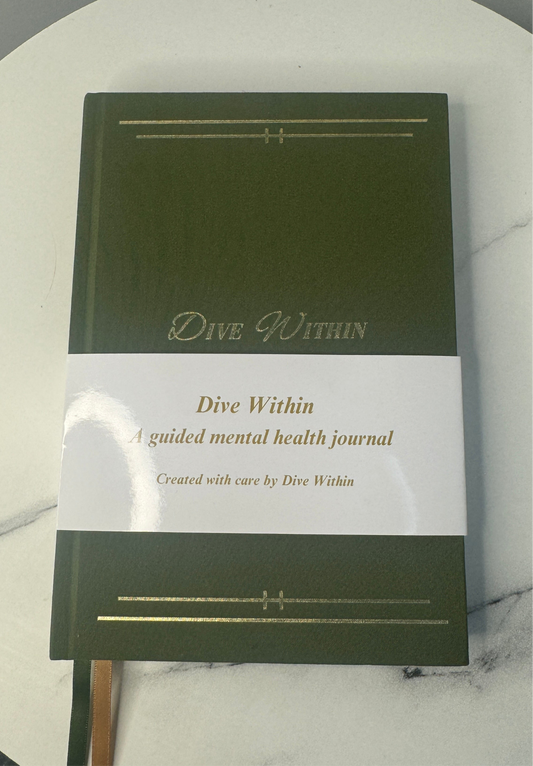 DIVE WITHIN
Dive Within
A guided mental health journal
Created with care by Dive Within